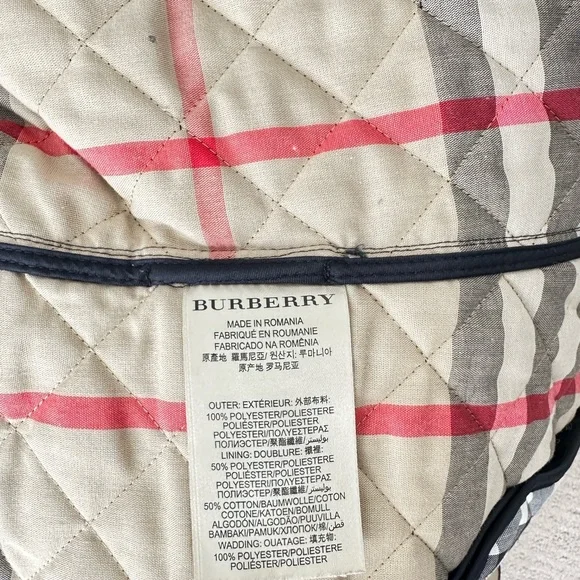 BURBERRY
MADE IN ROMANIA
FABRIQUÉ EN ROUMANIE
FABRICADO NA ROMÊNIA
原產地 羅馬尼亞/ 원산지: 루마니아
原产地 罗马尼亚
OUTER: EXTÉRIEUR: 外部布料:
100% POLYESTER/POLIESTERE
POLIÉSTER/POLIESTER
POLYESTERI/ΠΟΛΥΕΣΤΕΡΑΣ
ПОЛИЭСТЕР/聚酯纖維/بوليستر
LINING: DOUBLURE: 襯裡:
50% POLYESTER/POLIESTERE
POLIÉSTER/POLIESTER
POLYESTERI/ΠΟΛΥΕΣΤΕΡΑΣ
ПОЛИЭСТЕР/聚酯纖維/بوليستر
50% COTTON/BAUMWOLLE/COTON
COTONE/KATOEN/BOMULL
ALGODÓN/ALGODÃO/PUUVILLA
BAMBAKI/PAMUK/ХЛОПОК/棉/قطن
WADDING: OUATAGE: 填充物:
100% POLYESTER/POLIESTERE
POLIÉSTER/POLIESTER